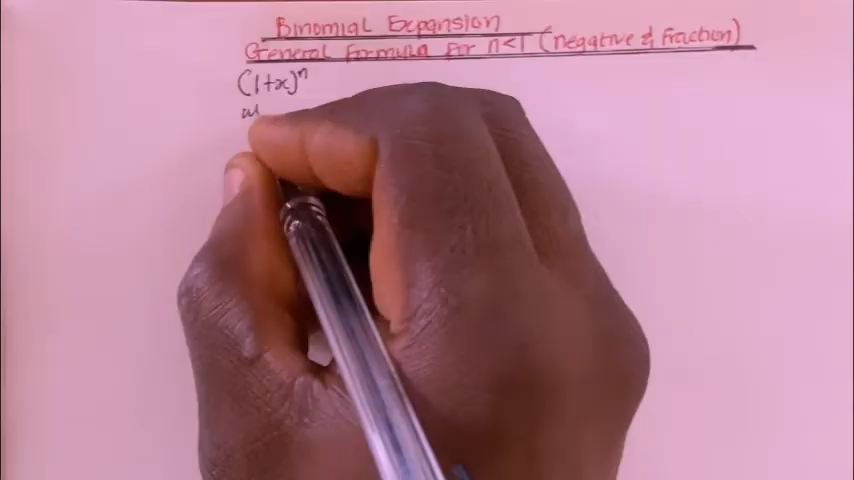 Binomial Expansion
General Formula for n<1 (negative & Fraction)
(1+x)ⁿ